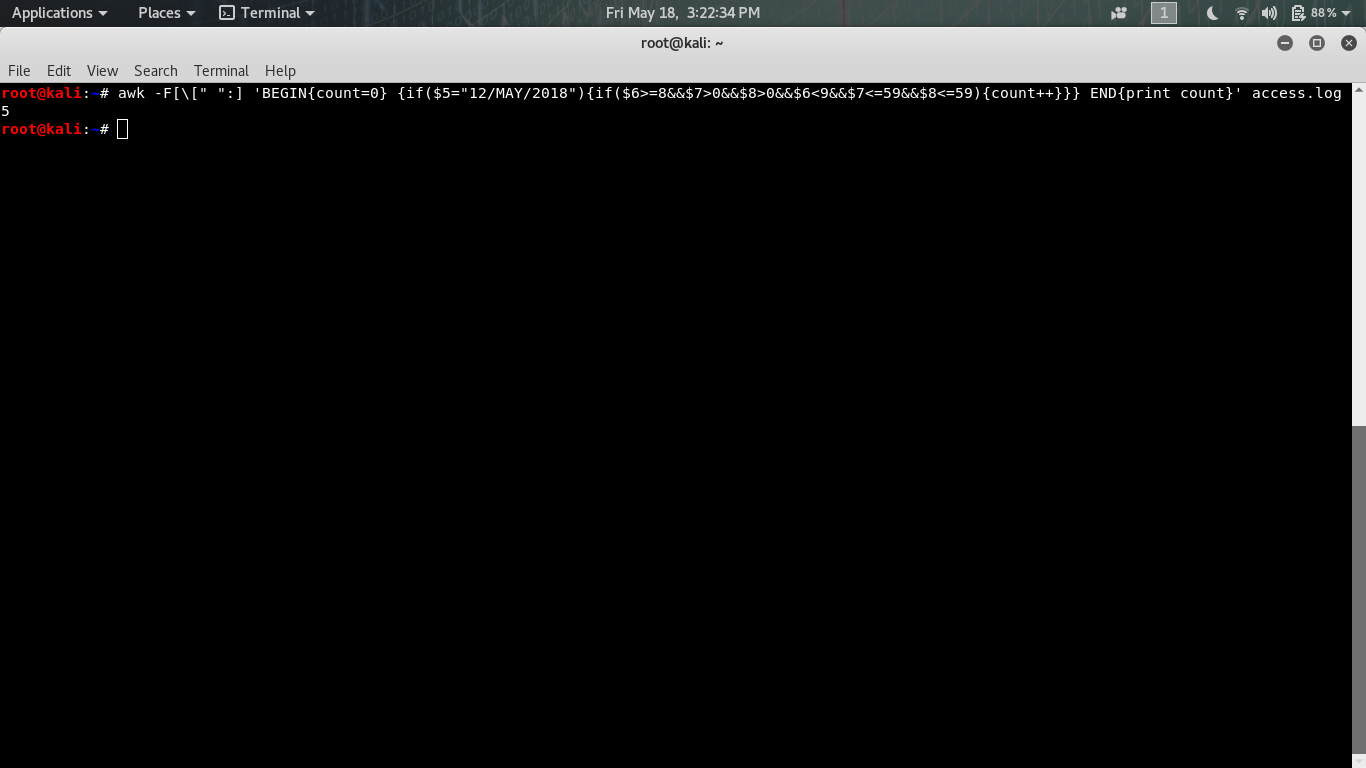 Applications Places Terminal Fri May 18, 3:22:34 PM 1 88%
root@kali: ~
File Edit View Search Terminal Help
root@kali:~# awk -F[\[" ":] 'BEGIN{count=0} {if($5="12/MAY/2018"){if($6>=8&&$7>0&&$8>0&&$6<9&&$7<=59&&$8<=59){count++}}} END{print count}' access.log
5
root@kali:~#